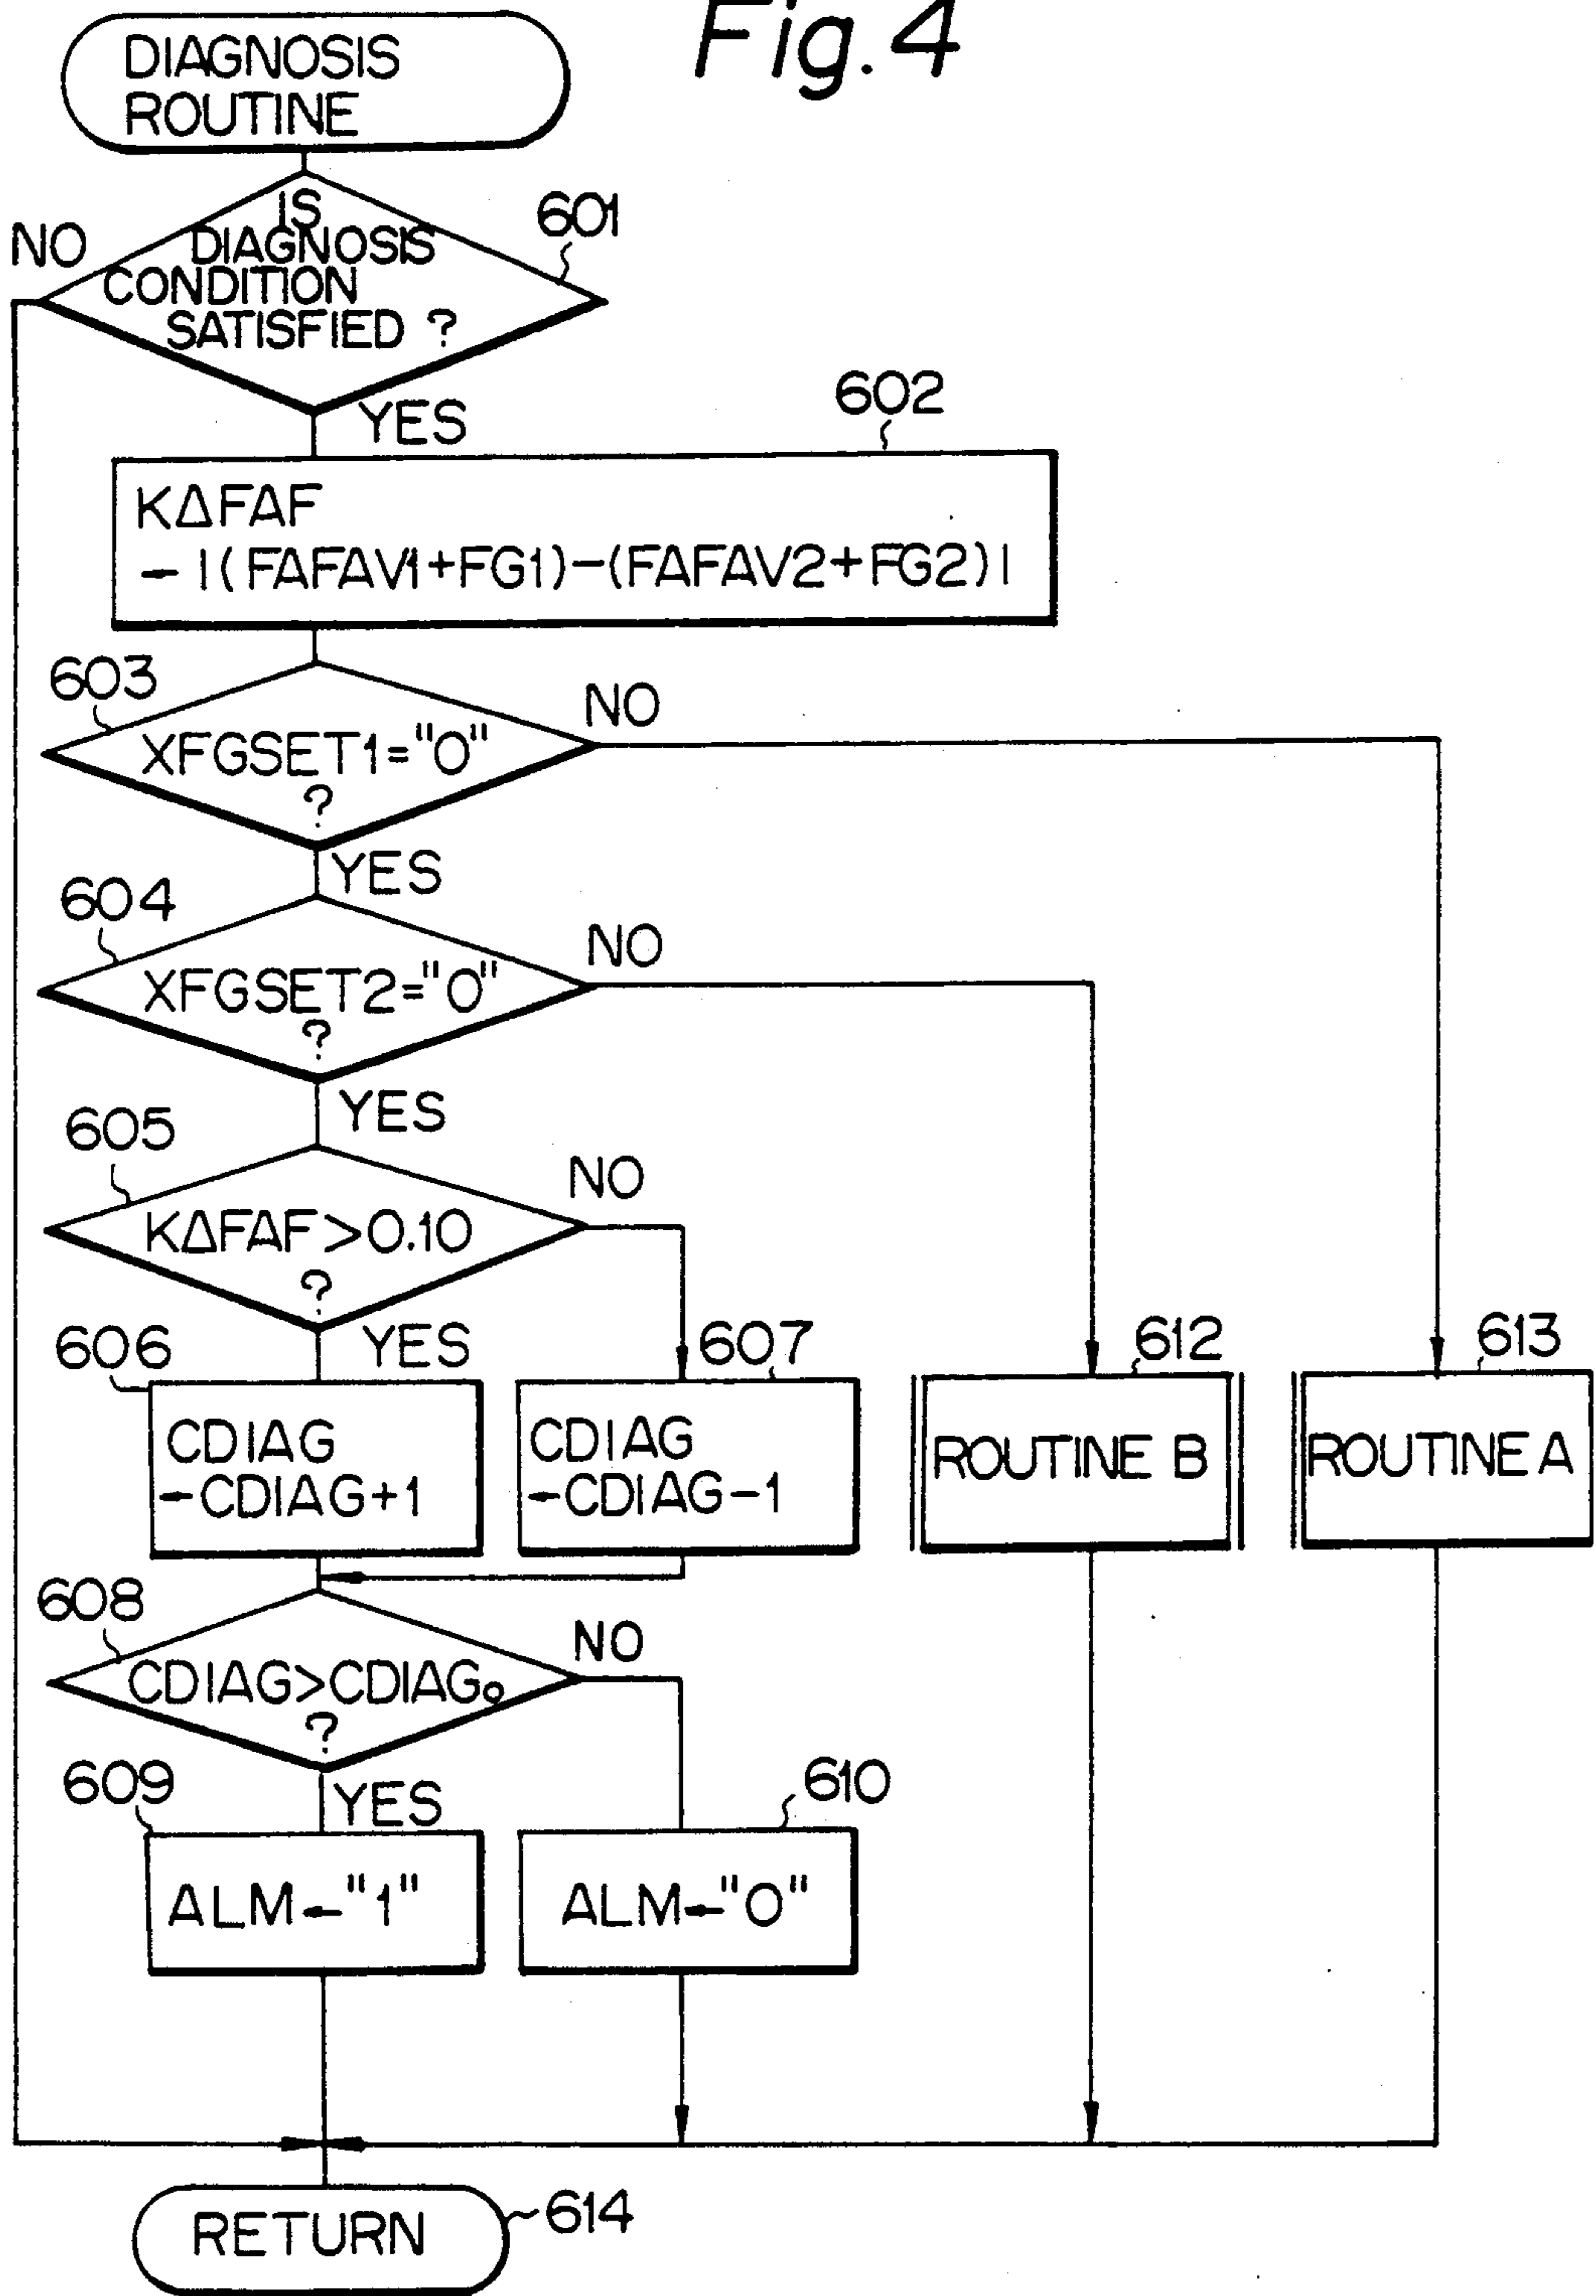 Fig. 4
DIAGNOSIS
ROUTINE
IS
DIAGNOSIS
CONDITION
SATISFIED ?
601
NO
YES
602
KΔFAF
← |(FAFAV1+FG1)-(FAFAV2+FG2)|
603
XFGSET1="0"
?
NO
YES
604
XFGSET2="0"
?
NO
YES
605
KΔFAF>0.10
?
NO
YES
606
CDIAG
←CDIAG+1
607
CDIAG
←CDIAG-1
612
ROUTINE B
613
ROUTINE A
608
CDIAG>CDIAG₀
?
NO
YES
609
ALM←"1"
610
ALM←"0"
RETURN
614